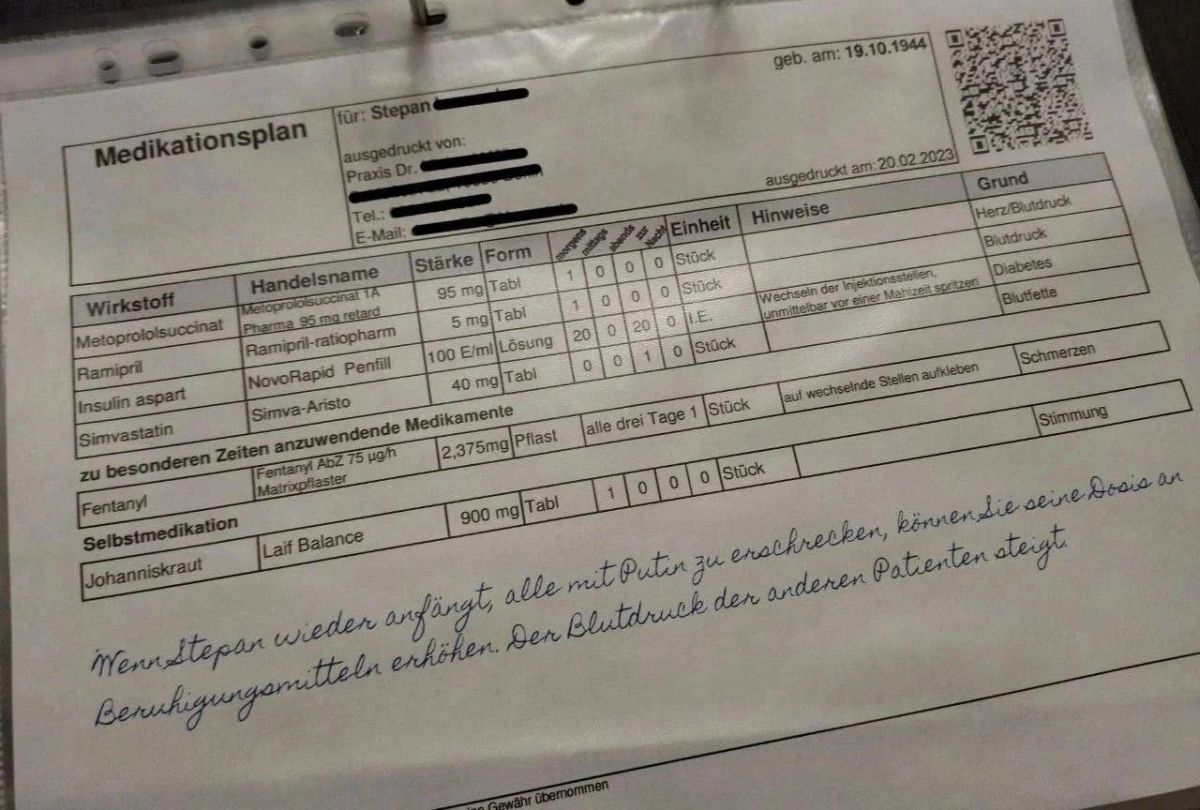 Medikationsplan
für: Stepan
geb. am: 19.10.1944
ausgedruckt von:
Praxis Dr.
Tel.:
E-Mail:
ausgedruckt am: 20.02.2023
Wirkstoff Handelsname Stärke Form morgens mittags abends zur Nacht Einheit Hinweise Grund
Metoprololsuccinat Metoprololsuccinat 1A 95 mg Tabl 1 0 0 0 Stück Herz/Blutdruck
Pharma 95 mg retard
Ramipril Ramipril-ratiopharm 5 mg Tabl 1 0 0 0 Stück Blutdruck
Insulin aspart NovoRapid Penfill 100 E/ml Lösung 20 0 20 0 I.E. Wechseln der Injektionsstellen, Diabetes
unmittelbar vor einer Mahlzeit spritzen
Simvastatin Simva-Aristo 40 mg Tabl 0 0 1 0 Stück Blutfette
zu besonderen Zeiten anzuwendende Medikamente
Fentanyl Fentanyl AbZ 75 µg/h 2,375mg Pflast alle drei Tage 1 Stück auf wechselnde Stellen aufkleben Schmerzen
Matrixpflaster
Selbstmedikation
Johanniskraut Laif Balance 900 mg Tabl 1 0 0 0 Stück Stimmung
Wenn Stepan wieder anfängt, alle mit Putin zu erschrecken, können Sie seine Dosis an
Beruhigungsmitteln erhöhen. Der Blutdruck der anderen Patienten steigt.
Gewähr übernommen